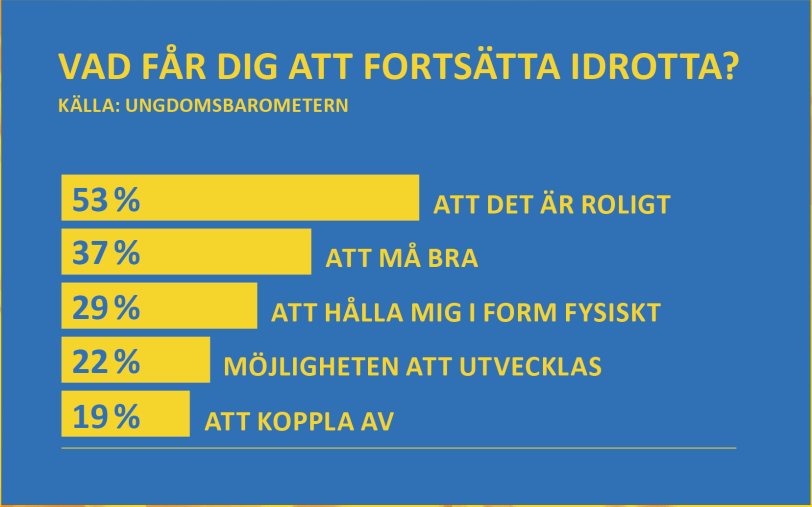 VAD FÅR DIG ATT FORTSÄTTA IDROTTA?
KÄLLA: UNGDOMSBAROMETERN
53 % ATT DET ÄR ROLIGT
37 % ATT MÅ BRA
29 % ATT HÅLLA MIG I FORM FYSISKT
22 % MÖJLIGHETEN ATT UTVECKLAS
19 % ATT KOPPLA AV